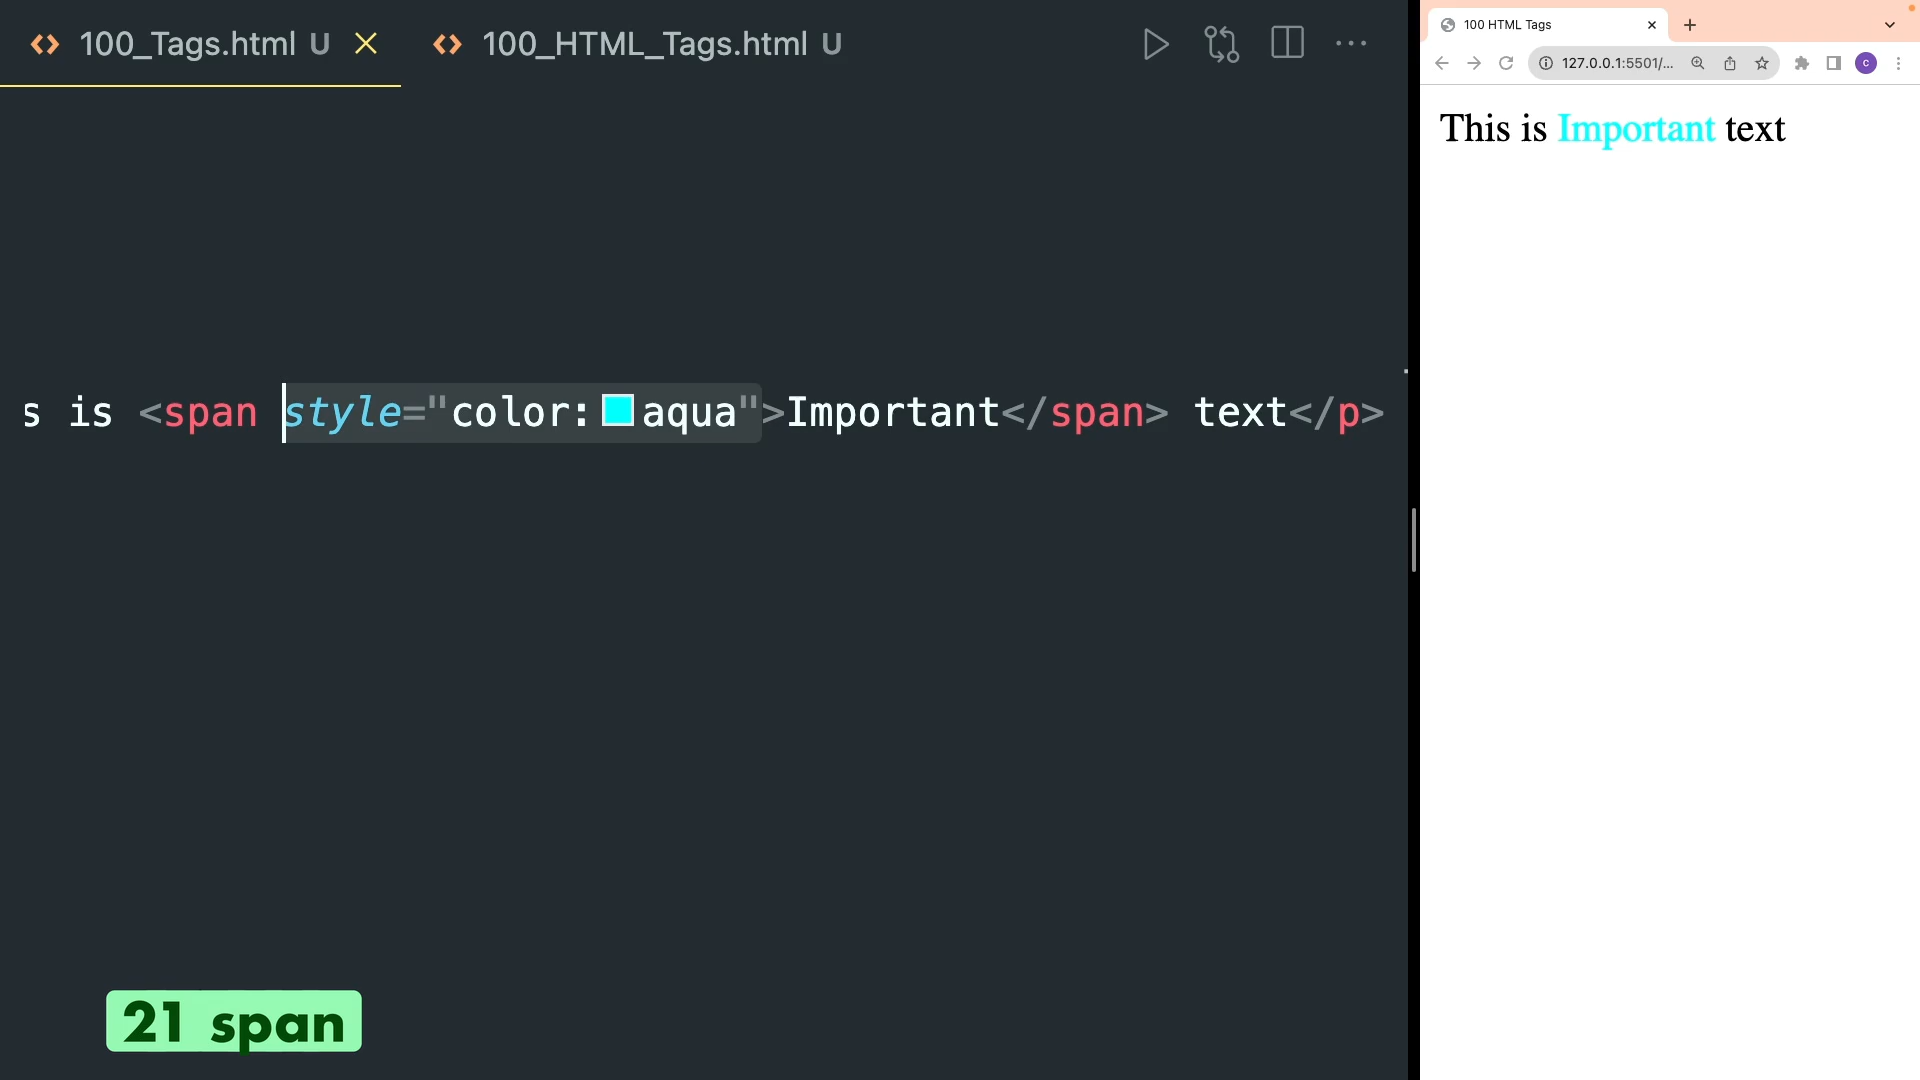 100_Tags.html U
100_HTML_Tags.html U
s is <span style="color:aqua">Important</span> text</p>
21 span
100 HTML Tags
127.0.0.1:5501/...
c
This is Important text